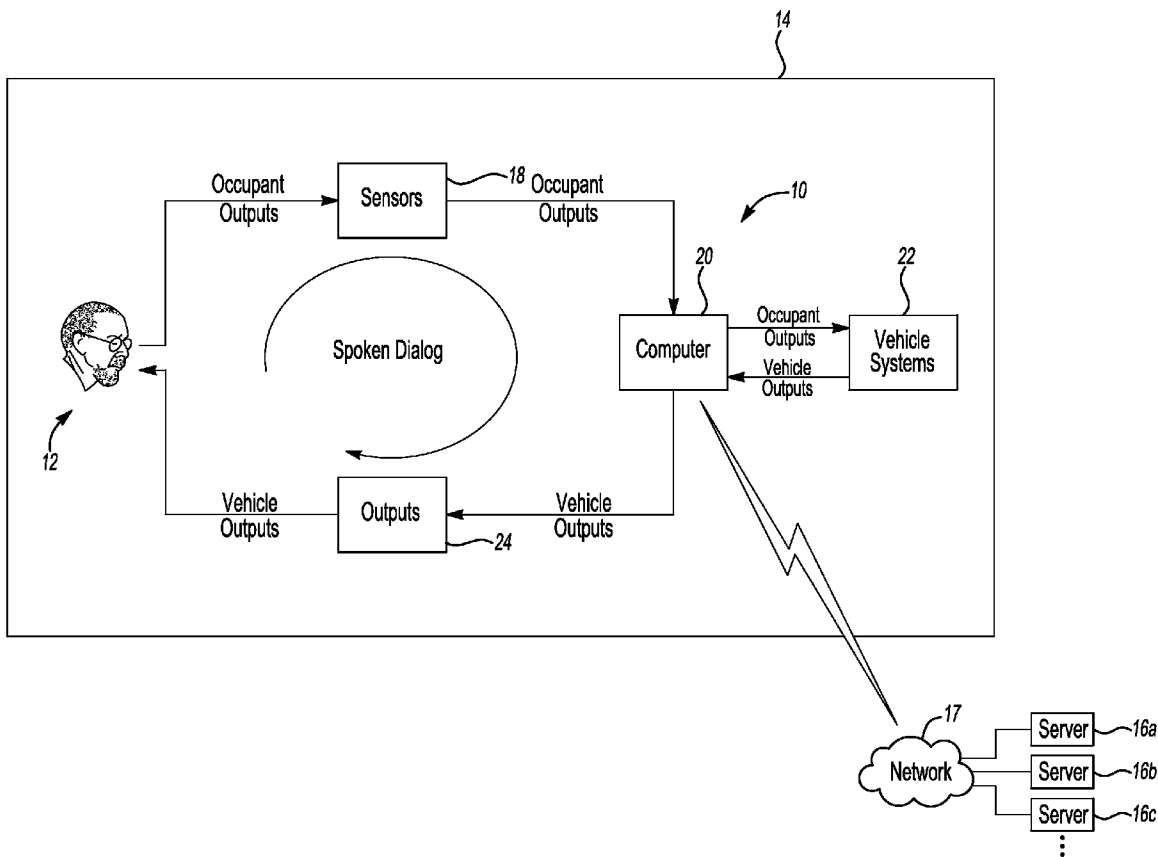 14
Occupant
Outputs
Sensors
18
Occupant
Outputs
10
20
22
Computer
Occupant
Outputs
Vehicle
Outputs
Vehicle
Systems
Spoken Dialog
12
Vehicle
Outputs
Outputs
24
Vehicle
Outputs
17
Network
Server
16a
Server
16b
Server
16c